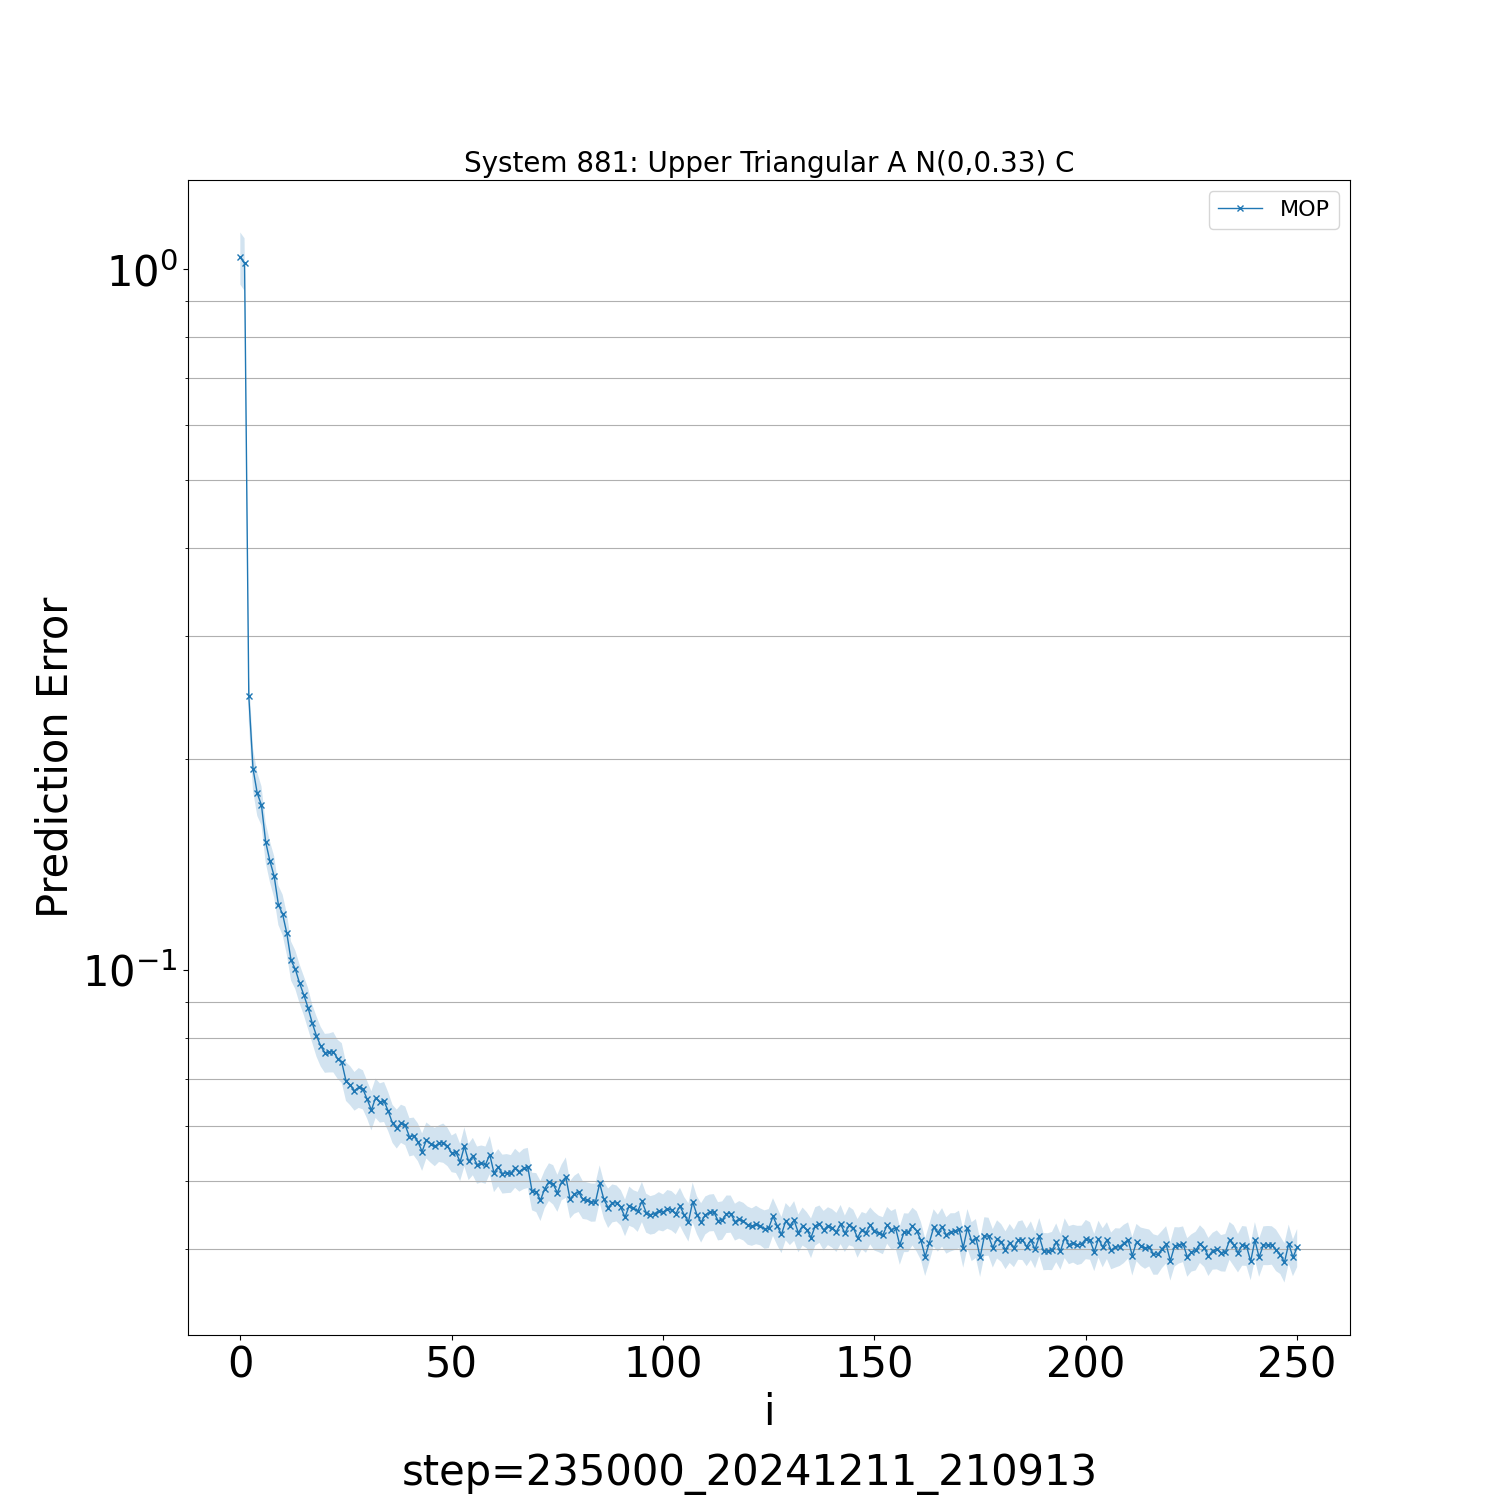 System 881: Upper Triangular A N(0,0.33) C
MOP
Prediction Error
10⁰
10⁻¹
0 50 100 150 200 250
i
step=235000_20241211_210913